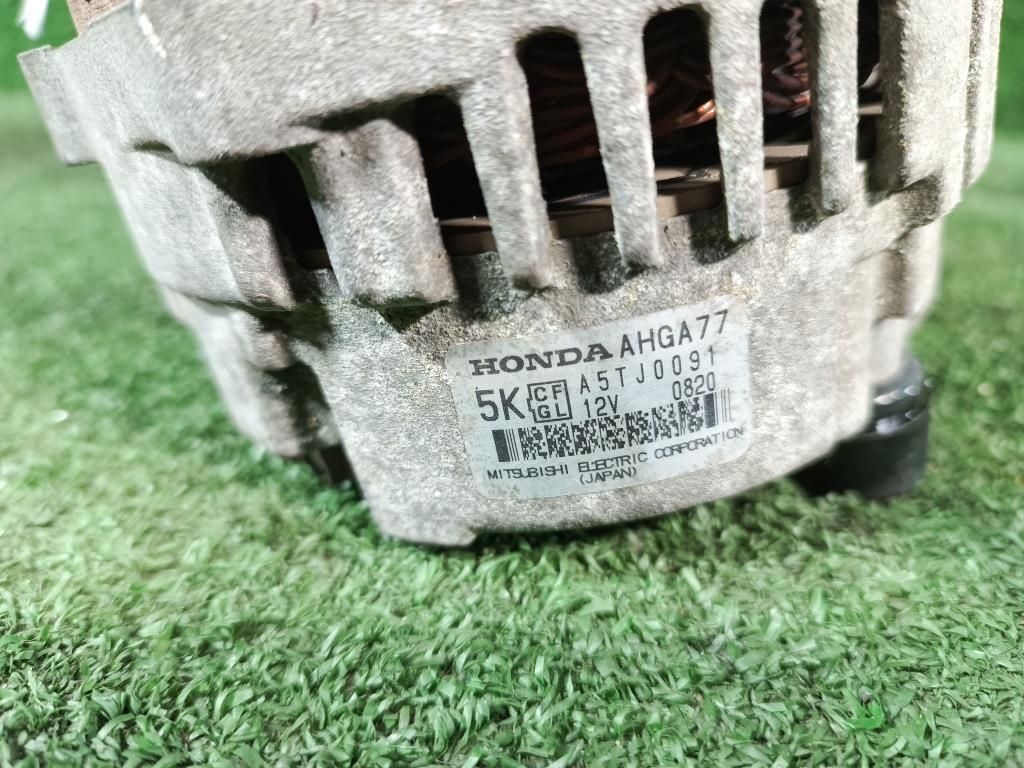 HONDA AHGA77
5K CF GL A5TJ0091
12V 0820
MITSUBISHI ELECTRIC CORPORATION
(JAPAN)